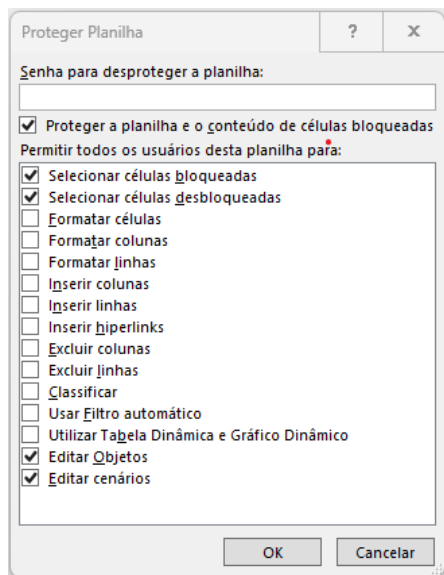 Proteger Planilha ? X
Senha para desproteger a planilha:
Proteger a planilha e o conteúdo de células bloqueadas
Permitir todos os usuários desta planilha para:
Selecionar células bloqueadas
Selecionar células desbloqueadas
Formatar células
Formatar colunas
Formatar linhas
Inserir colunas
Inserir linhas
Inserir hiperlinks
Excluir colunas
Excluir linhas
Classificar
Usar Filtro automático
Utilizar Tabela Dinâmica e Gráfico Dinâmico
Editar Objetos
Editar cenários
OK Cancelar